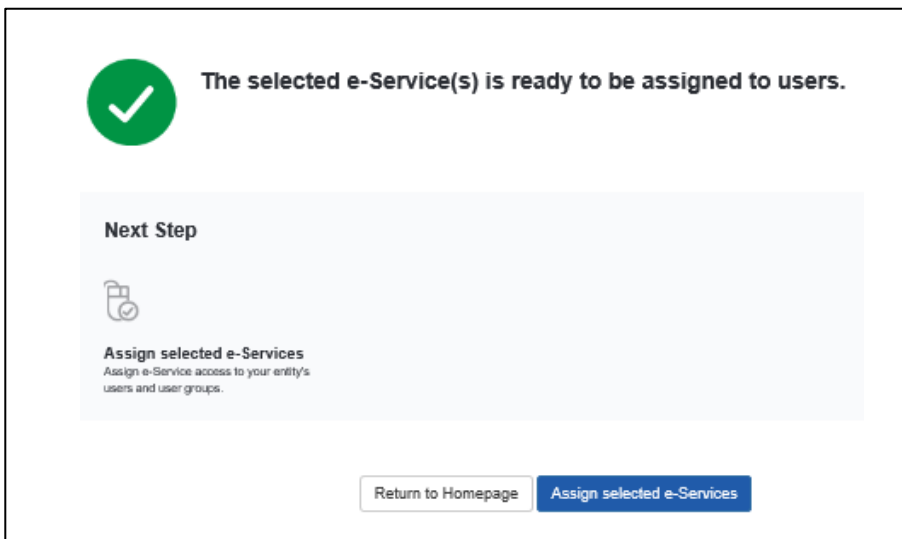 The selected e-Service(s) is ready to be assigned to users.
Next Step
Assign selected e-Services
Assign e-Service access to your entity's
users and user groups.
Return to Homepage
Assign selected e-Services